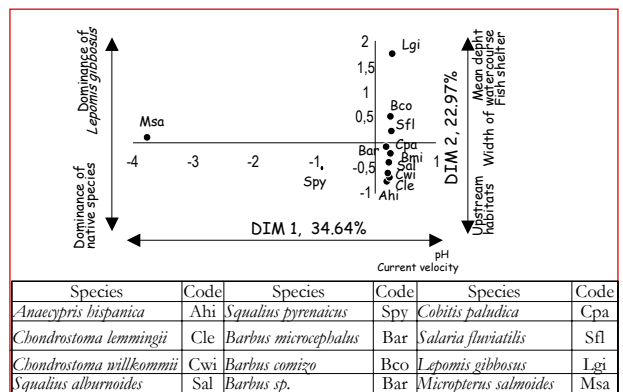 Dominance of
Lepomis gibbosus
Dominance of
native species
2
1,5
1
0,5
-0,5
-1
-4
-3
-2
-1
1
Lgi
Bco
Sfl
Msa
Bar
Cpa
Bmi
Sal
Cwi
Cle
Ahi
Spy
DIM 2, 22.97%
Mean depht
Width of watercourse
Fish shelter
Upstream
habitats
DIM 1, 34.64%
pH
Current velocity
Species Code Species Code Species Code
Anaecypris hispanica Ahi Squalius pyrenaicus Spy Cobitis paludica Cpa
Chondrostoma lemmingii Cle Barbus microcephalus Bar Salaria fluviatilis Sfl
Chondrostoma willkommii Cwi Barbus comizo Bco Lepomis gibbosus Lgi
Squalius alburnoides Sal Barbus sp. Bar Micropterus salmoides Msa